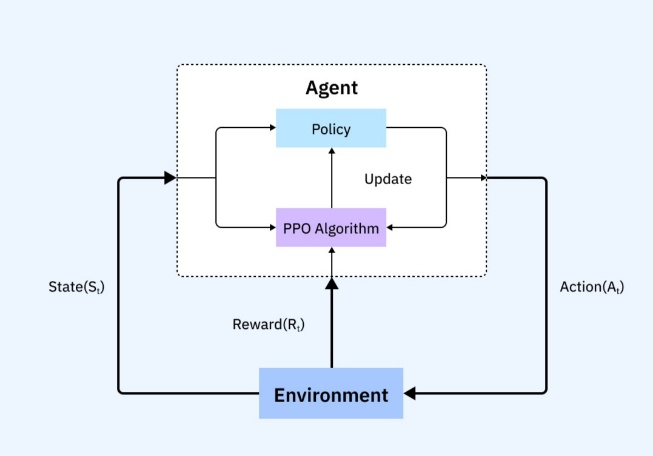 Agent
Policy
Update
PPO Algorithm
State(Sₜ)
Action(Aₜ)
Reward(Rₜ)
Environment